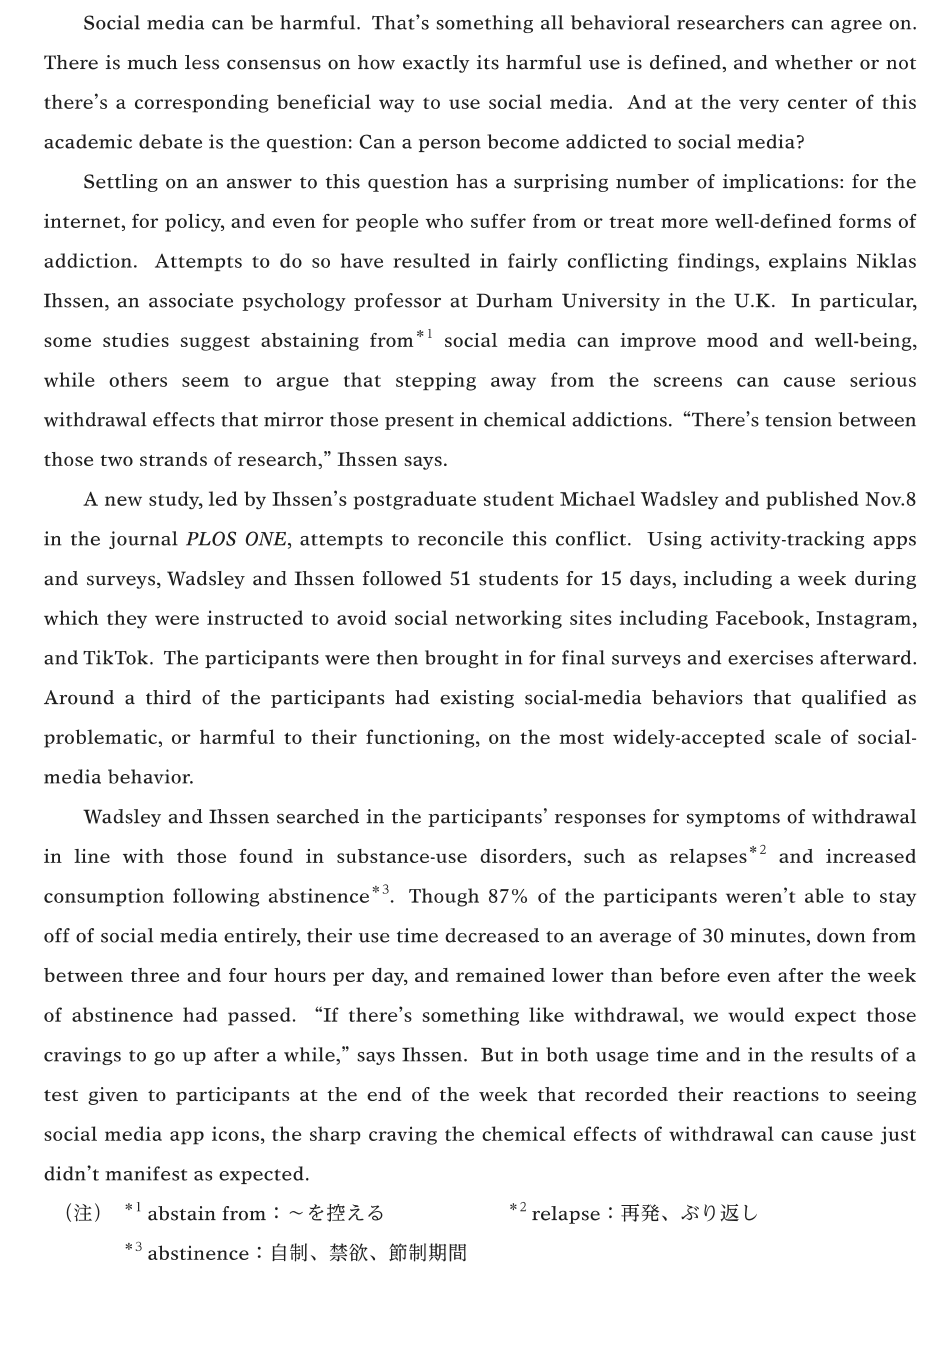 Social media can be harmful. That's something all behavioral researchers can agree on.
There is much less consensus on how exactly its harmful use is defined, and whether or not
there's a corresponding beneficial way to use social media. And at the very center of this
academic debate is the question: Can a person become addicted to social media?
Settling on an answer to this question has a surprising number of implications: for the
internet, for policy, and even for people who suffer from or treat more well-defined forms of
addiction. Attempts to do so have resulted in fairly conflicting findings, explains Niklas
Ihssen, an associate psychology professor at Durham University in the U.K. In particular,
some studies suggest abstaining from*1 social media can improve mood and well-being,
while others seem to argue that stepping away from the screens can cause serious
withdrawal effects that mirror those present in chemical addictions. “There's tension between
those two strands of research,” Ihssen says.
A new study, led by Ihssen's postgraduate student Michael Wadsley and published Nov.8
in the journal PLOS ONE, attempts to reconcile this conflict. Using activity-tracking apps
and surveys, Wadsley and Ihssen followed 51 students for 15 days, including a week during
which they were instructed to avoid social networking sites including Facebook, Instagram,
and TikTok. The participants were then brought in for final surveys and exercises afterward.
Around a third of the participants had existing social-media behaviors that qualified as
problematic, or harmful to their functioning, on the most widely-accepted scale of social-
media behavior.
Wadsley and Ihssen searched in the participants' responses for symptoms of withdrawal
in line with those found in substance-use disorders, such as relapses*2 and increased
consumption following abstinence*3. Though 87% of the participants weren't able to stay
off of social media entirely, their use time decreased to an average of 30 minutes, down from
between three and four hours per day, and remained lower than before even after the week
of abstinence had passed. “If there's something like withdrawal, we would expect those
cravings to go up after a while,” says Ihssen. But in both usage time and in the results of a
test given to participants at the end of the week that recorded their reactions to seeing
social media app icons, the sharp craving the chemical effects of withdrawal can cause just
didn't manifest as expected.
（注） *1 abstain from：～を控える *2 relapse：再発、ぶり返し
*3 abstinence：自制、禁欲、節制期間